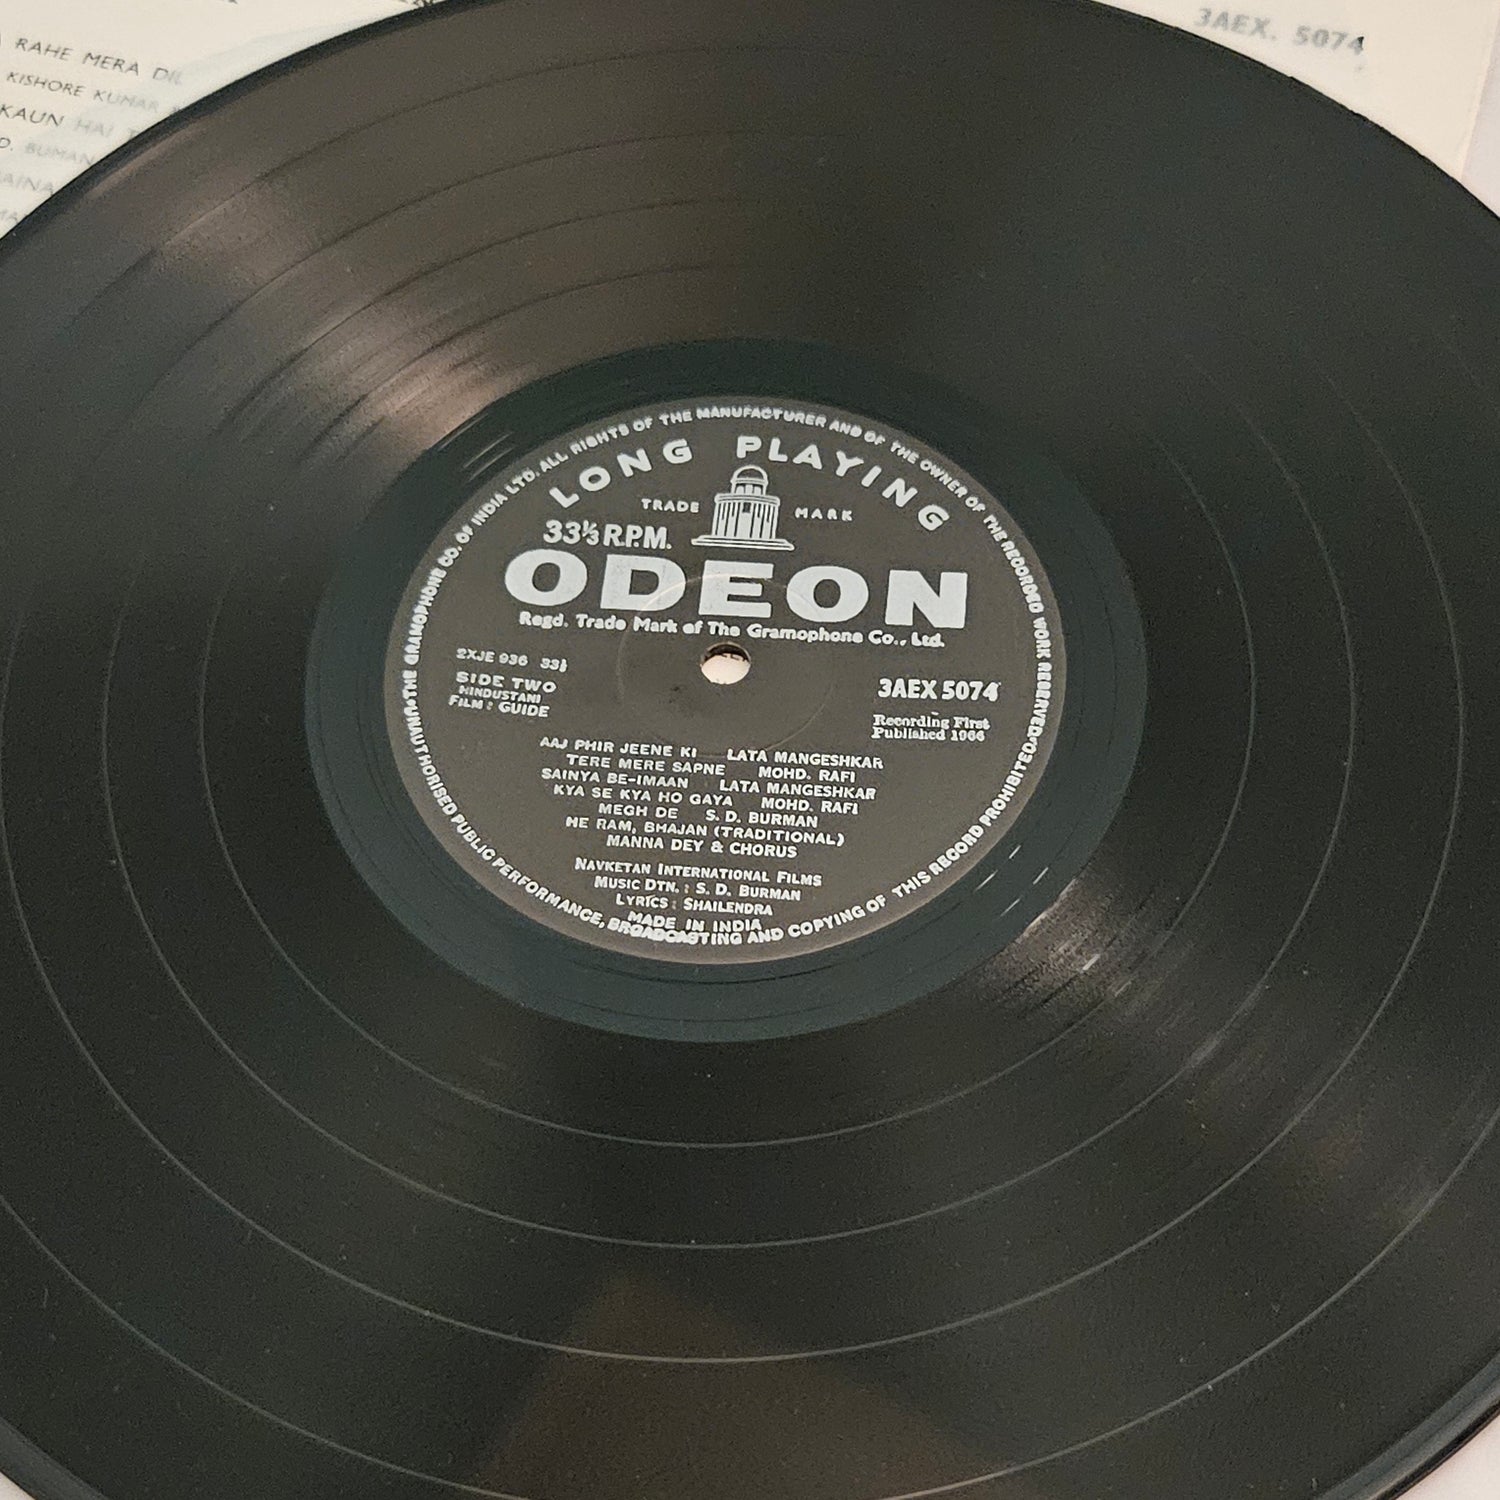 3AEX. 5074
RAHE MERA DIL
KISHORE KUMAR
KAUN HAI
D. BURMAN
UNAUTHORISED PUBLIC PERFORMANCE, BROADCASTING AND COPYING OF THIS RECORD PROHIBITED·THE GRAMOPHONE CO. OF INDIA LTD. ALL RIGHTS OF THE MANUFACTURER AND OF THE OWNER OF THE RECORDED WORK RESERVED
LONG PLAYING
TRADE MARK
33⅓ R.P.M.
ODEON
Regd. Trade Mark of The Gramophone Co., Ltd.
2XJE 936 33⅓
SIDE TWO
HINDUSTANI
FILM : GUIDE
3AEX 5074
Recording First
Published 1966
AAJ PHIR JEENE KI LATA MANGESHKAR
TERE MERE SAPNE MOHD. RAFI
SAINYA BE-IMAAN LATA MANGESHKAR
KYA SE KYA HO GAYA MOHD. RAFI
MEGH DE S. D. BURMAN
HE RAM, BHAJAN (TRADITIONAL)
MANNA DEY & CHORUS
NAVKETAN INTERNATIONAL FILMS
MUSIC DTN. : S. D. BURMAN
LYRICS : SHAILENDRA
MADE IN INDIA